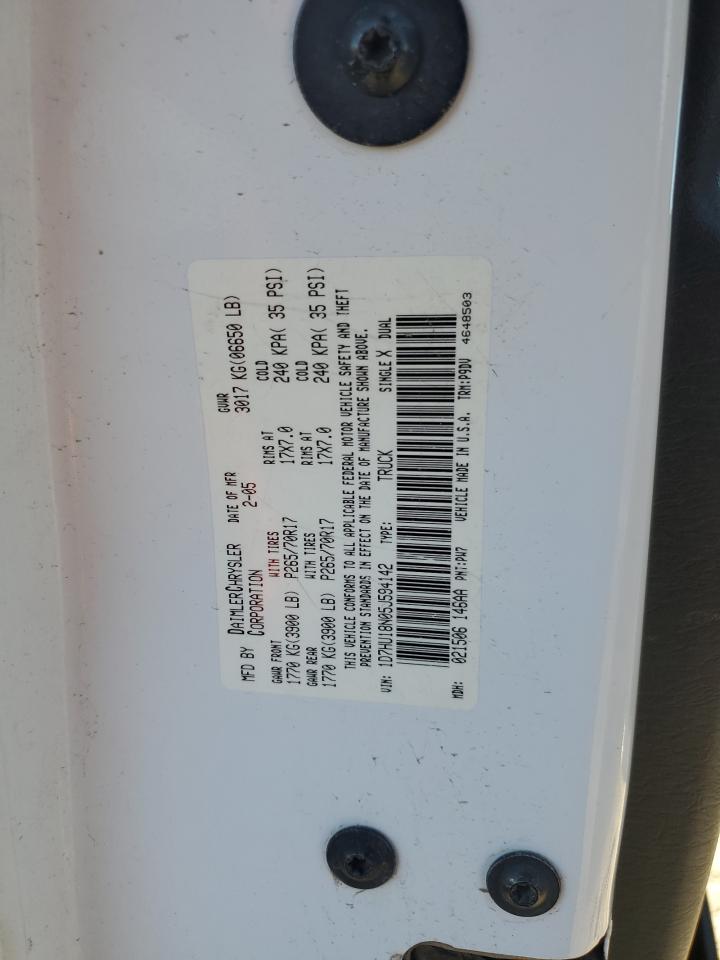 MFD BY DAIMLERCHRYSLER CORPORATION
DATE OF MFR 2-05
GVWR 3017 KG(06650 LB)
GAWR FRONT WITH TIRES RIMS AT COLD
1770 KG(3900 LB) P265/70R17 17X7.0 240 KPA( 35 PSI)
GAWR REAR WITH TIRES RIMS AT COLD
1770 KG(3900 LB) P265/70R17 17X7.0 240 KPA( 35 PSI)
THIS VEHICLE CONFORMS TO ALL APPLICABLE FEDERAL MOTOR VEHICLE SAFETY AND THEFT
PREVENTION STANDARDS IN EFFECT ON THE DATE OF MANUFACTURE SHOWN ABOVE.
VIN: 1D7HU18N05J594142 TYPE: TRUCK SINGLE X DUAL
MDH: 021506 146AA PNT:PW7 VEHICLE MADE IN U.S.A. TRM:P9DV
4648503